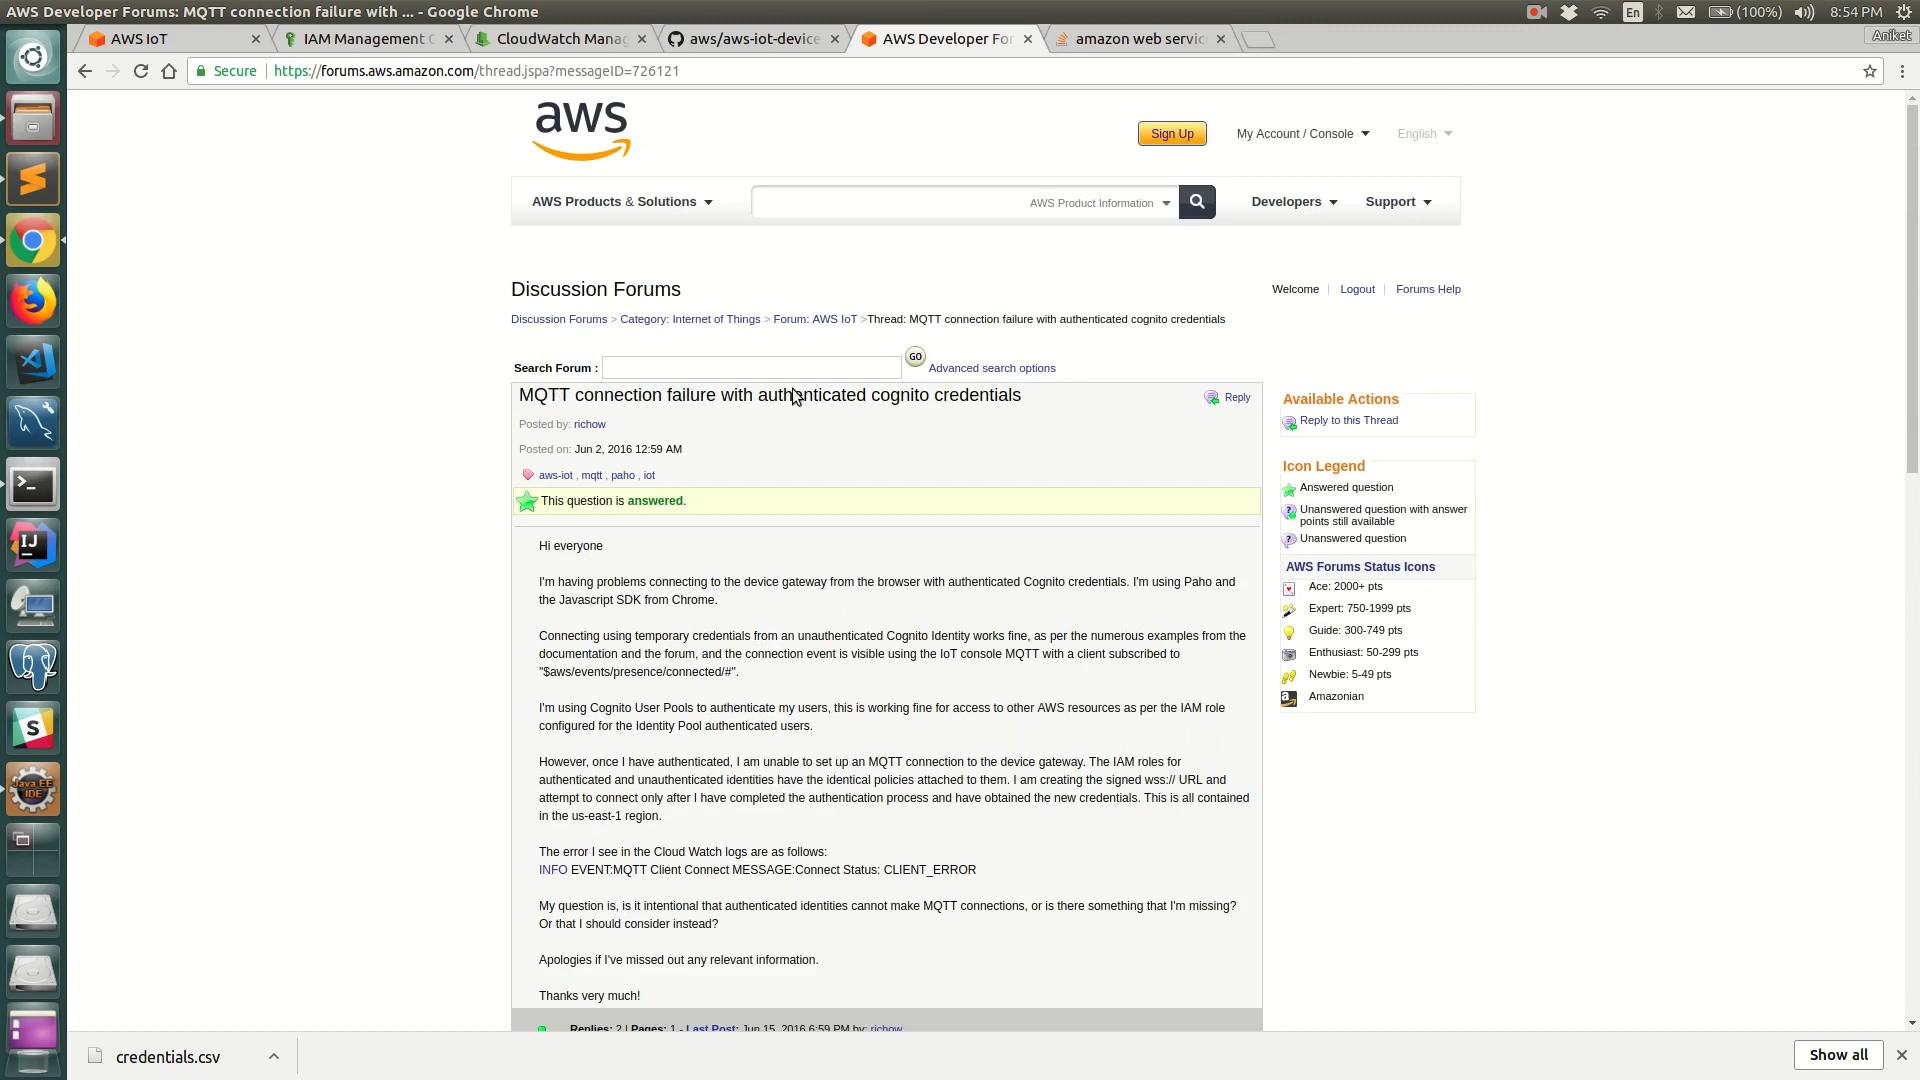 AWS Developer Forums: MQTT connection failure with ... - Google Chrome
En
(100%)
8:54 PM
AWS IoT
IAM Management C
CloudWatch Manag
aws/aws-iot-device
AWS Developer For
amazon web servic
Aniket
Secure
https://forums.aws.amazon.com/thread.jspa?messageID=726121
aws
Sign Up
My Account / Console
English
AWS Products & Solutions
AWS Product Information
Developers
Support
Discussion Forums
Welcome
Logout
Forums Help
Discussion Forums > Category: Internet of Things > Forum: AWS IoT >Thread: MQTT connection failure with authenticated cognito credentials
Search Forum :
GO
Advanced search options
MQTT connection failure with authenticated cognito credentials
Reply
Posted by: richow
Posted on: Jun 2, 2016 12:59 AM
aws-iot , mqtt , paho , iot
This question is answered.
Hi everyone
I'm having problems connecting to the device gateway from the browser with authenticated Cognito credentials. I'm using Paho and
the Javascript SDK from Chrome.
Connecting using temporary credentials from an unauthenticated Cognito Identity works fine, as per the numerous examples from the
documentation and the forum, and the connection event is visible using the IoT console MQTT with a client subscribed to
"$aws/events/presence/connected/#".
I'm using Cognito User Pools to authenticate my users, this is working fine for access to other AWS resources as per the IAM role
configured for the Identity Pool authenticated users.
However, once I have authenticated, I am unable to set up an MQTT connection to the device gateway. The IAM roles for
authenticated and unauthenticated identities have the identical policies attached to them. I am creating the signed wss:// URL and
attempt to connect only after I have completed the authentication process and have obtained the new credentials. This is all contained
in the us-east-1 region.
The error I see in the Cloud Watch logs are as follows:
INFO EVENT:MQTT Client Connect MESSAGE:Connect Status: CLIENT_ERROR
My question is, is it intentional that authenticated identities cannot make MQTT connections, or is there something that I'm missing?
Or that I should consider instead?
Apologies if I've missed out any relevant information.
Thanks very much!
Replies: 2 | Pages: 1 - Last Post: Jun 15, 2016 6:59 PM by: richow
Available Actions
Reply to this Thread
Icon Legend
Answered question
Unanswered question with answer
points still available
Unanswered question
AWS Forums Status Icons
Ace: 2000+ pts
Expert: 750-1999 pts
Guide: 300-749 pts
Enthusiast: 50-299 pts
Newbie: 5-49 pts
Amazonian
IJ
S
Java EE
IDE
credentials.csv
Show all